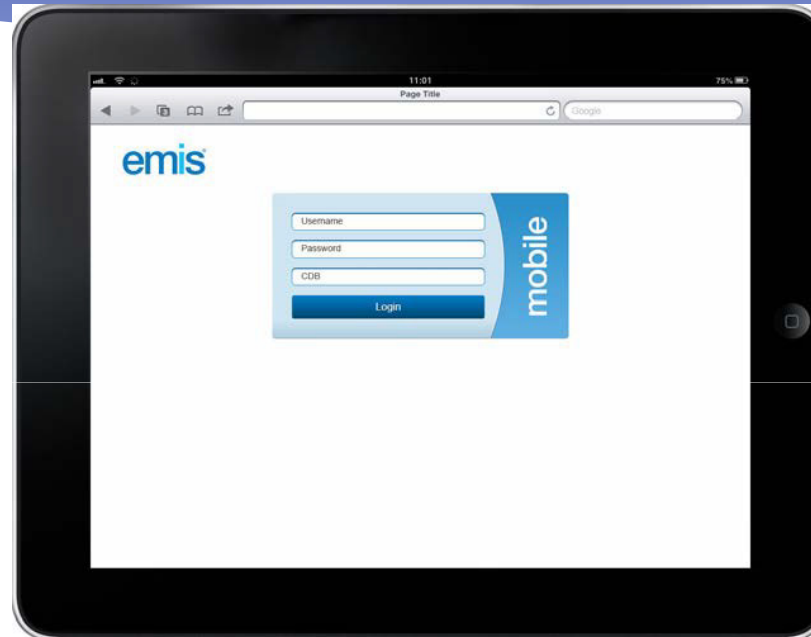 11:01
75%
Page Title
Google
emis
Username
Password
CDB
Login
mobile